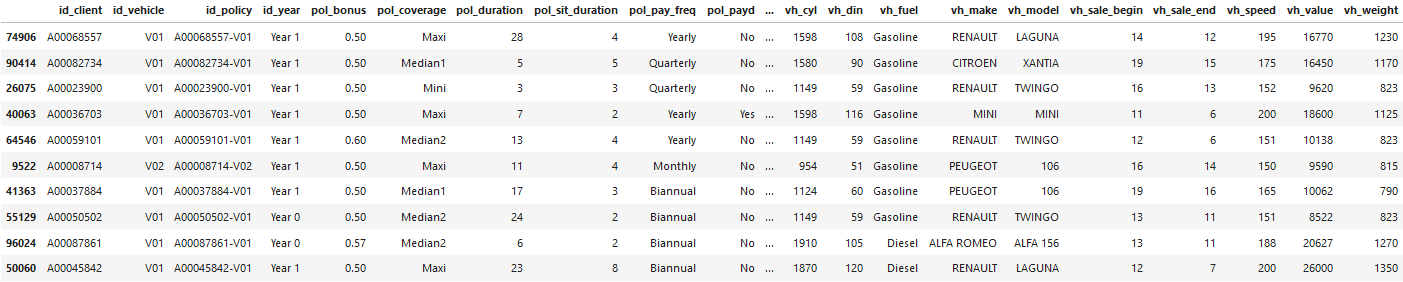 id_client id_vehicle id_policy id_year pol_bonus pol_coverage pol_duration pol_sit_duration pol_pay_freq pol_payd ... vh_cyl vh_din vh_fuel vh_make vh_model vh_sale_begin vh_sale_end vh_speed vh_value vh_weight
74906 A00068557 V01 A00068557-V01 Year 1 0.50 Maxi 28 4 Yearly No ... 1598 108 Gasoline RENAULT LAGUNA 14 12 195 16770 1230
90414 A00082734 V01 A00082734-V01 Year 1 0.50 Median1 5 5 Quarterly No ... 1580 90 Gasoline CITROEN XANTIA 19 15 175 16450 1170
26075 A00023900 V01 A00023900-V01 Year 1 0.50 Mini 3 3 Quarterly No ... 1149 59 Gasoline RENAULT TWINGO 16 13 152 9620 823
40063 A00036703 V01 A00036703-V01 Year 1 0.50 Maxi 7 2 Yearly Yes ... 1598 116 Gasoline MINI MINI 11 6 200 18600 1125
64546 A00059101 V01 A00059101-V01 Year 1 0.60 Median2 13 4 Yearly No ... 1149 59 Gasoline RENAULT TWINGO 12 6 151 10138 823
9522 A00008714 V02 A00008714-V02 Year 1 0.50 Maxi 11 4 Monthly No ... 954 51 Gasoline PEUGEOT 106 16 14 150 9590 815
41363 A00037884 V01 A00037884-V01 Year 1 0.50 Median1 17 3 Biannual No ... 1124 60 Gasoline PEUGEOT 106 19 16 165 10062 790
55129 A00050502 V01 A00050502-V01 Year 0 0.50 Median2 24 2 Biannual No ... 1149 59 Gasoline RENAULT TWINGO 13 11 151 8522 823
96024 A00087861 V01 A00087861-V01 Year 0 0.57 Median2 6 2 Biannual No ... 1910 105 Diesel ALFA ROMEO ALFA 156 13 11 188 20627 1270
50060 A00045842 V01 A00045842-V01 Year 1 0.50 Maxi 23 8 Biannual No ... 1870 120 Diesel RENAULT LAGUNA 12 7 200 26000 1350